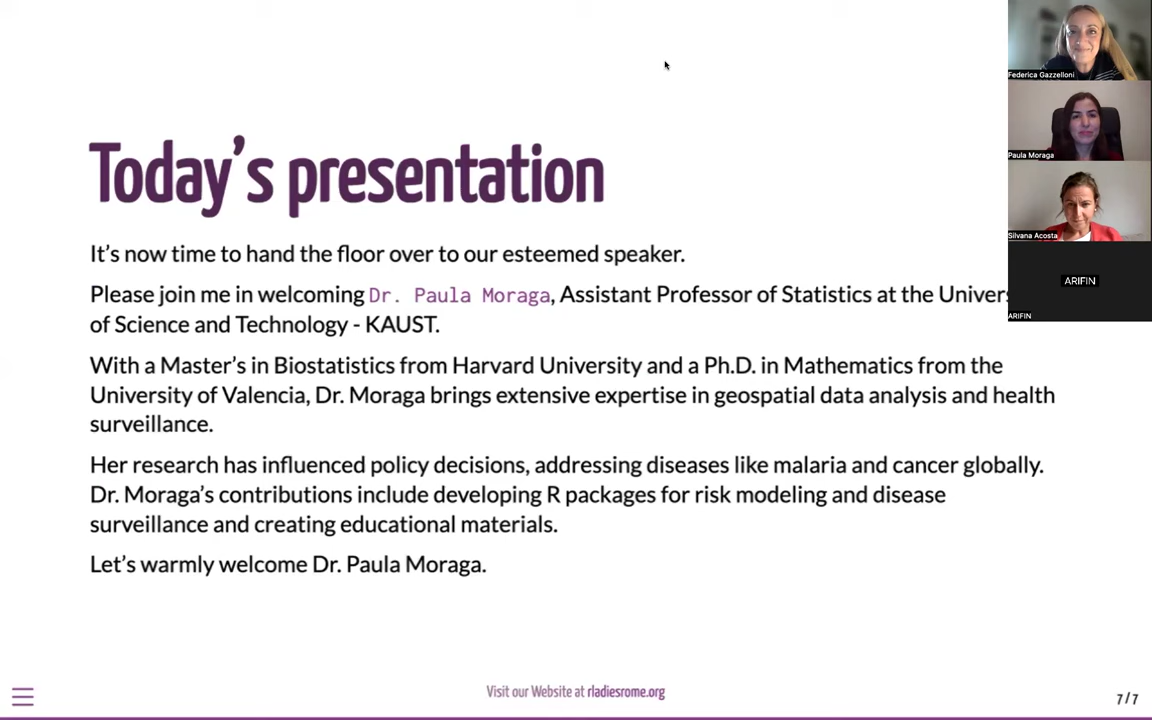 Today's presentation
It's now time to hand the floor over to our esteemed speaker.
Please join me in welcoming Dr. Paula Moraga, Assistant Professor of Statistics at the
of Science and Technology - KAUST.
With a Master's in Biostatistics from Harvard University and a Ph.D. in Mathematics from the
University of Valencia, Dr. Moraga brings extensive expertise in geospatial data analysis and health
surveillance.
Her research has influenced policy decisions, addressing diseases like malaria and cancer globally.
Dr. Moraga's contributions include developing R packages for risk modeling and disease
surveillance and creating educational materials.
Let's warmly welcome Dr. Paula Moraga.
Visit our Website at rladiesrome.org
7/7
Federica Gazzelloni
Paula Moraga
Silvana Acosta
ARIFIN
ARIFIN